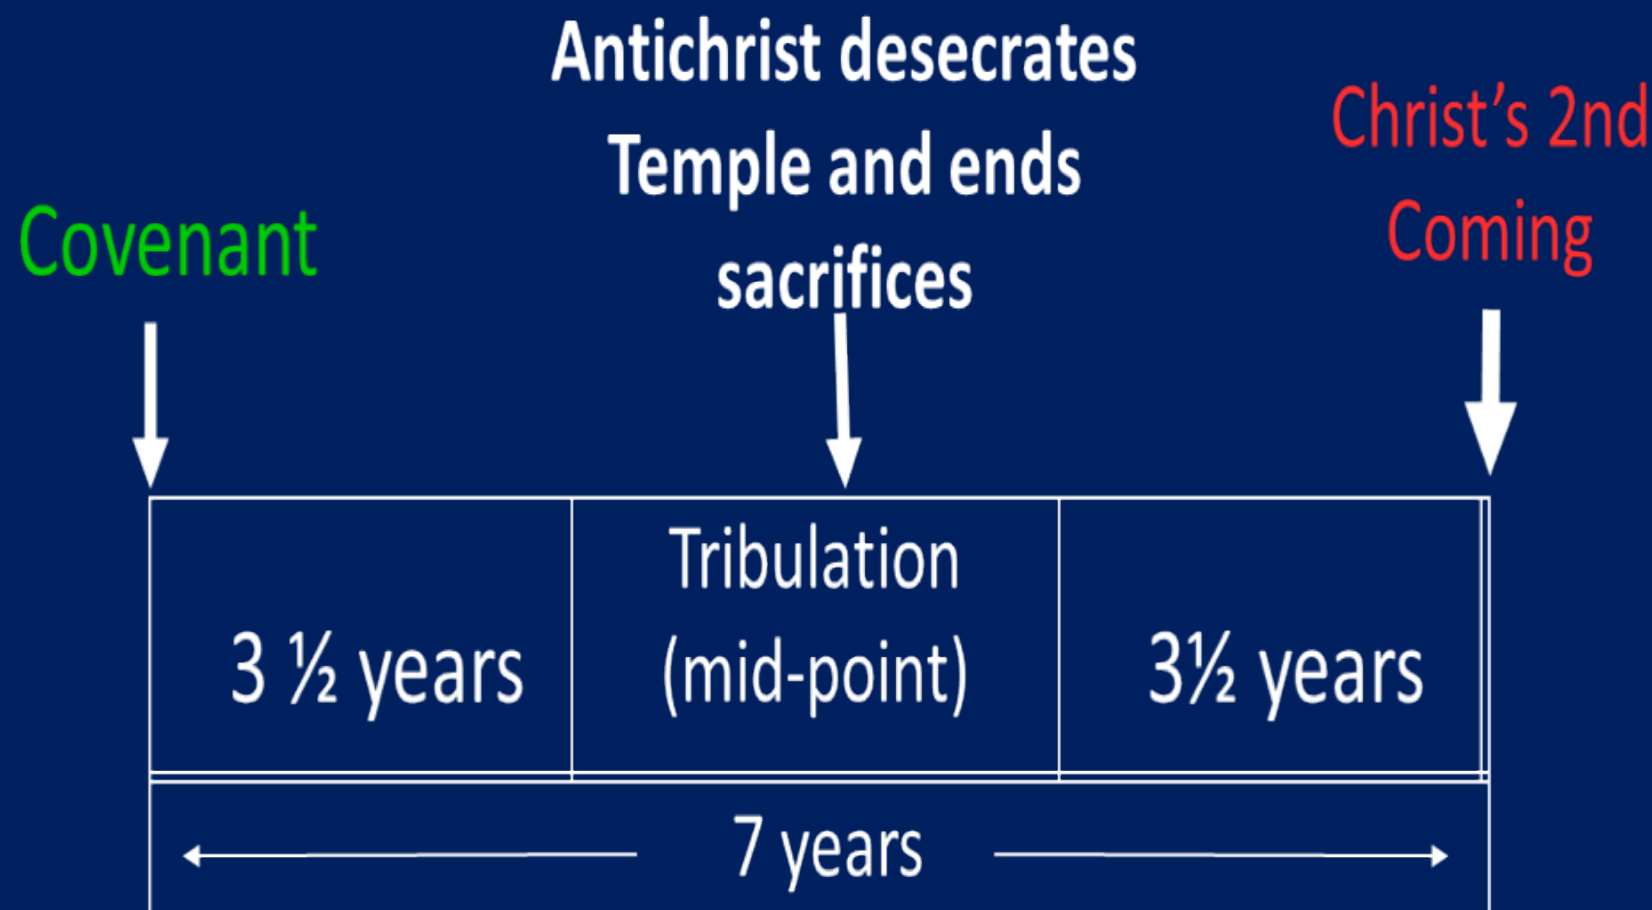 Antichrist desecrates
Temple and ends
sacrifices
Christ’s 2nd
Coming
Covenant
3 ½ years
Tribulation
(mid-point)
3½ years
7 years